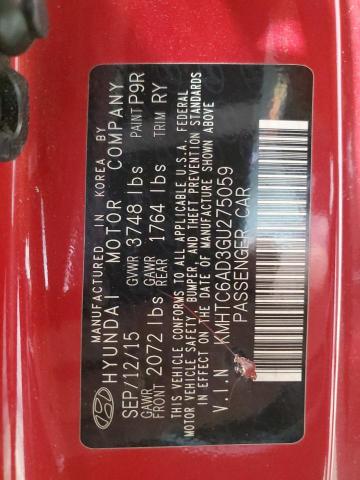 MANUFACTURED IN KOREA BY
HYUNDAI MOTOR COMPANY
SEP/12/15 GVWR 3748 lbs PAINT P9R
GAWR FRONT 2072 lbs GAWR REAR 1764 lbs TRIM RY
THIS VEHICLE CONFORMS TO ALL APPLICABLE U.S.A. FEDERAL
MOTOR VEHICLE SAFETY, BUMPER, AND THEFT PREVENTION STANDARDS
IN EFFECT ON THE DATE OF MANUFACTURE SHOWN ABOVE
V.I.N KMHTC6AD3GU275059
PASSENGER CAR